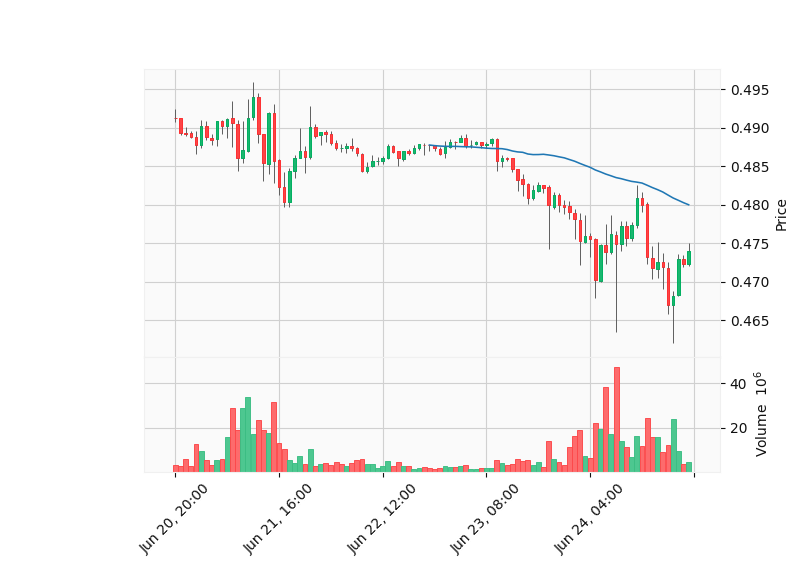 0.495
0.490
0.485
0.480
0.475
0.470
0.465
Price
40
20
Volume 10⁶
Jun 20, 20:00
Jun 21, 16:00
Jun 22, 12:00
Jun 23, 08:00
Jun 24, 04:00